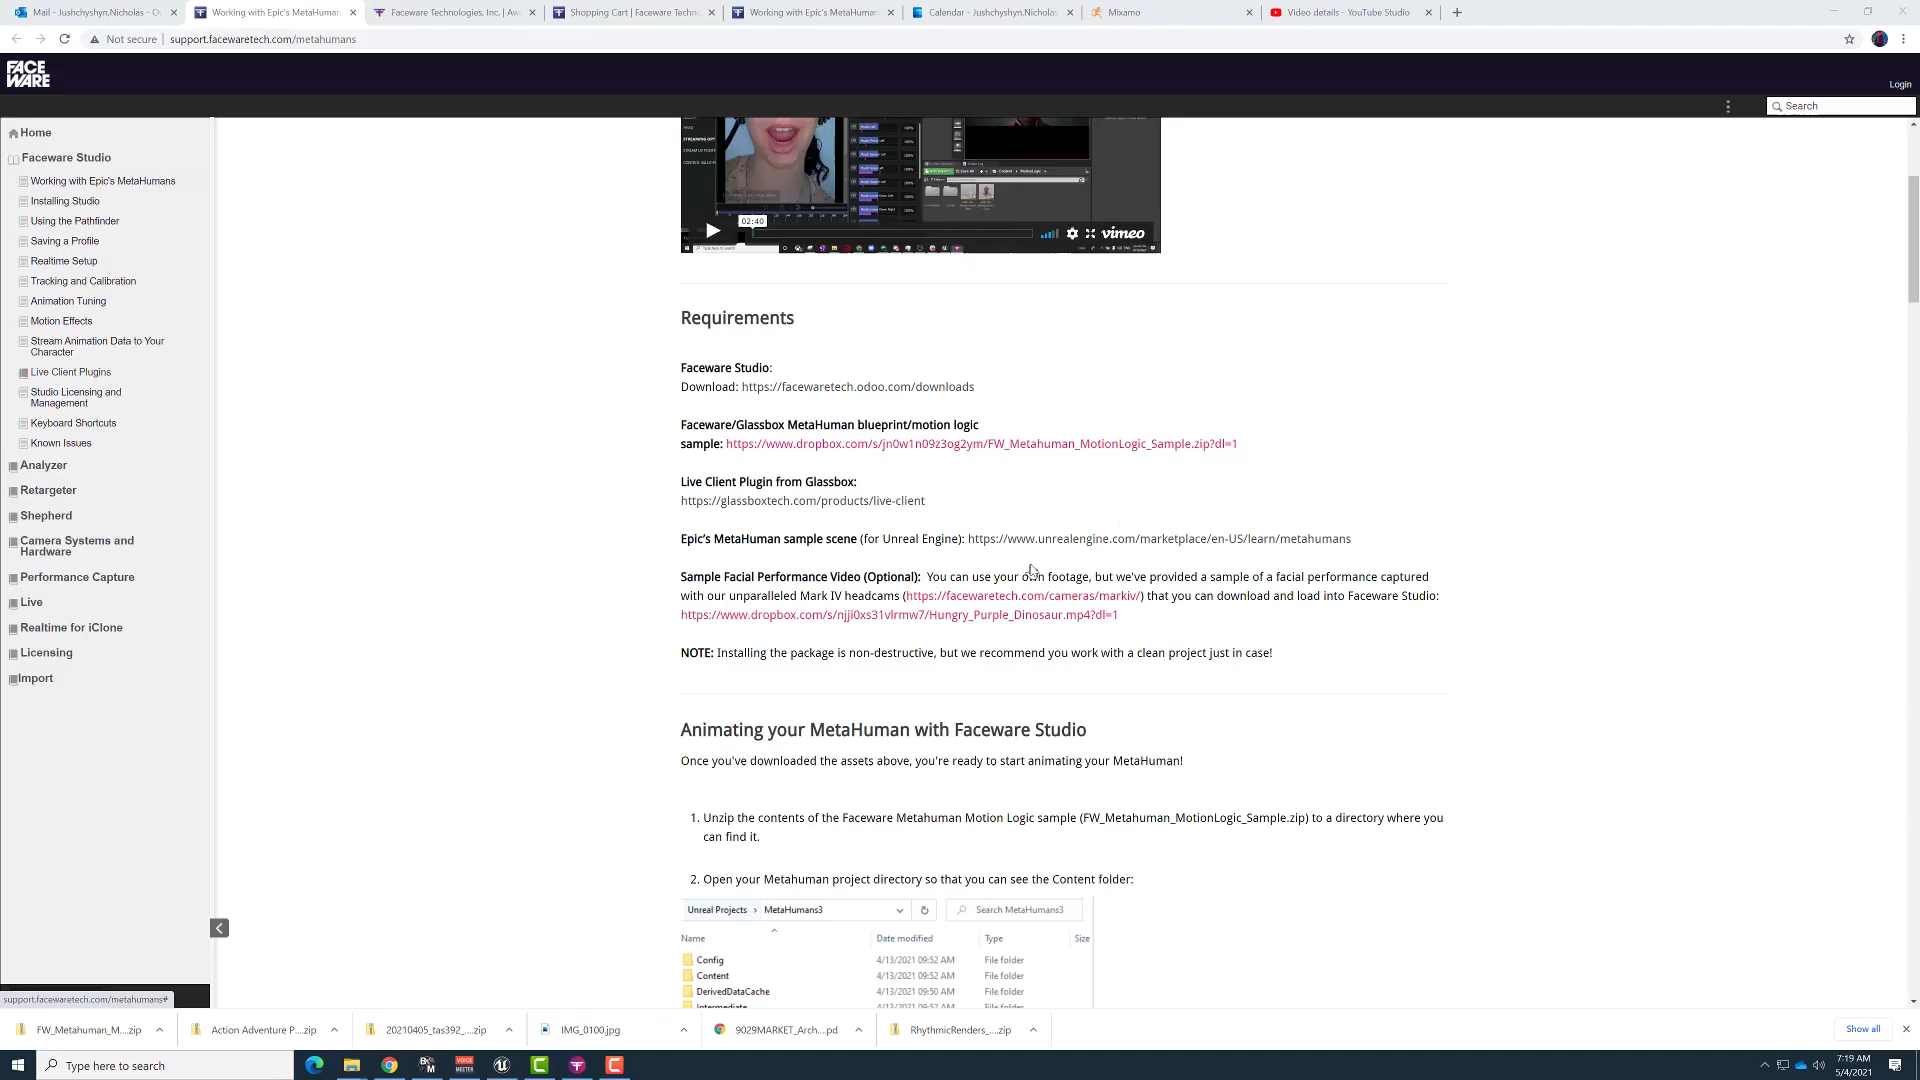 Mail - Jushchyshyn,Nicholas - O
Working with Epic's MetaHuman
Faceware Technologies, Inc. | Aw
Shopping Cart | Faceware Techn
Working with Epic's MetaHuman
Calendar - Jushchyshyn,Nicholas
Mixamo
Video details - YouTube Studio
Not secure
support.facewaretech.com/metahumans
FACE
WARE
Login
Search
Home
Faceware Studio
Working with Epic's MetaHumans
Installing Studio
Using the Pathfinder
Saving a Profile
Realtime Setup
Tracking and Calibration
Animation Tuning
Motion Effects
Stream Animation Data to Your
Character
Live Client Plugins
Studio Licensing and
Management
Keyboard Shortcuts
Known Issues
Analyzer
Retargeter
Shepherd
Camera Systems and
Hardware
Performance Capture
Live
Realtime for iClone
Licensing
Import
02:40
vimeo
Requirements
Faceware Studio:
Download: https://facewaretech.odoo.com/downloads
Faceware/Glassbox MetaHuman blueprint/motion logic
sample: https://www.dropbox.com/s/jn0w1n09z3og2ym/FW_Metahuman_MotionLogic_Sample.zip?dl=1
Live Client Plugin from Glassbox:
https://glassboxtech.com/products/live-client
Epic's MetaHuman sample scene (for Unreal Engine): https://www.unrealengine.com/marketplace/en-US/learn/metahumans
Sample Facial Performance Video (Optional): You can use your own footage, but we've provided a sample of a facial performance captured
with our unparalleled Mark IV headcams (https://facewaretech.com/cameras/markiv/) that you can download and load into Faceware Studio:
https://www.dropbox.com/s/njji0xs31vlrmw7/Hungry_Purple_Dinosaur.mp4?dl=1
NOTE: Installing the package is non-destructive, but we recommend you work with a clean project just in case!
Animating your MetaHuman with Faceware Studio
Once you've downloaded the assets above, you're ready to start animating your MetaHuman!
1. Unzip the contents of the Faceware Metahuman Motion Logic sample (FW_Metahuman_MotionLogic_Sample.zip) to a directory where you
can find it.
2. Open your Metahuman project directory so that you can see the Content folder:
Unreal Projects > MetaHumans3
Search MetaHumans3
Name Date modified Type Size
Config 4/13/2021 09:52 AM File folder
Content 4/13/2021 09:52 AM File folder
DerivedDataCache 4/13/2021 09:50 AM File folder
Intermediate 4/13/2021 09:52 AM File folder
support.facewaretech.com/metahumans#
FW_Metahuman_M....zip
Action Adventure P....zip
20210405_tas392_....zip
IMG_0100.jpg
9029MARKET_Arch....pd
RhythmicRenders_....zip
Show all
Type here to search
VOICE
MEETER
7:19 AM
5/4/2021